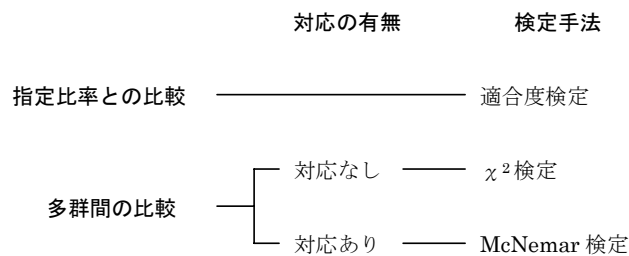 対応の有無 検定手法
指定比率との比較 適合度検定
対応なし χ²検定
多群間の比較
対応あり McNemar 検定